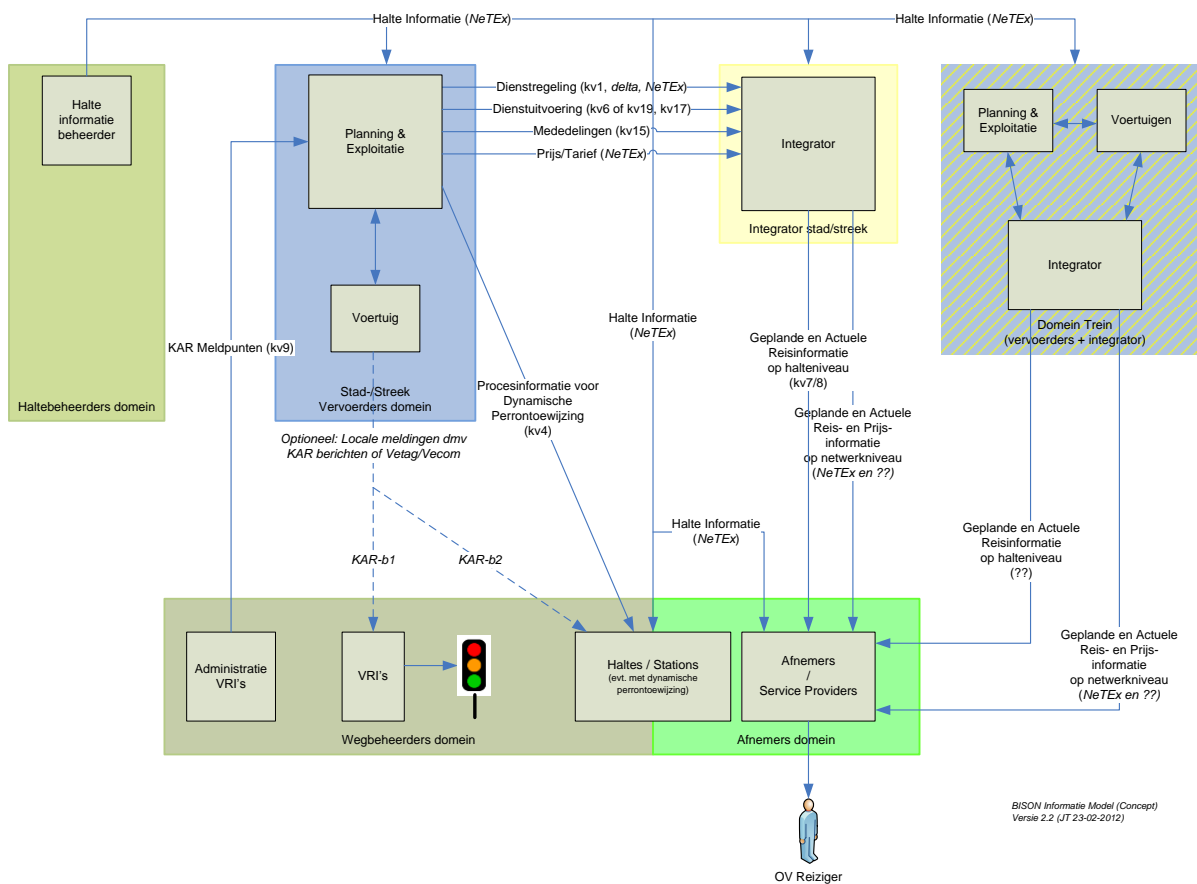 Halte Informatie (NeTEx)
Halte Informatie (NeTEx)
Halte
informatie
beheerder
Haltebeheerders domein
Planning &
Exploitatie
Voertuig
Stad-/Streek
Vervoerders domein
Dienstregeling (kv1, delta, NeTEx)
Dienstuitvoering (kv6 of kv19, kv17)
Mededelingen (kv15)
Prijs/Tarief (NeTEx)
Integrator
Integrator stad/streek
Planning &
Exploitatie
Voertuigen
Integrator
Domein Trein
(vervoerders + integrator)
KAR Meldpunten (kv9)
Halte Informatie
(NeTEx)
Geplande en Actuele
Reisinformatie
op halteniveau
(kv7/8)
Procesinformatie voor
Dynamische
Perrontoewijzing
(kv4)
Geplande en Actuele
Reis- en Prijs-
informatie
op netwerkniveau
(NeTEx en ??)
Optioneel: Locale meldingen dmv
KAR berichten of Vetag/Vecom
Halte Informatie
(NeTEx)
Geplande en Actuele
Reisinformatie
op halteniveau
(??)
KAR-b1
KAR-b2
Administratie
VRI's
VRI's
Haltes / Stations
(evt. met dynamische
perrontoewijzing)
Afnemers
/
Service Providers
Geplande en Actuele
Reis- en Prijs-
informatie
op netwerkniveau
(NeTEx en ??)
Wegbeheerders domein
Afnemers domein
BISON Informatie Model (Concept)
Versie 2.2 (JT 23-02-2012)
OV Reiziger